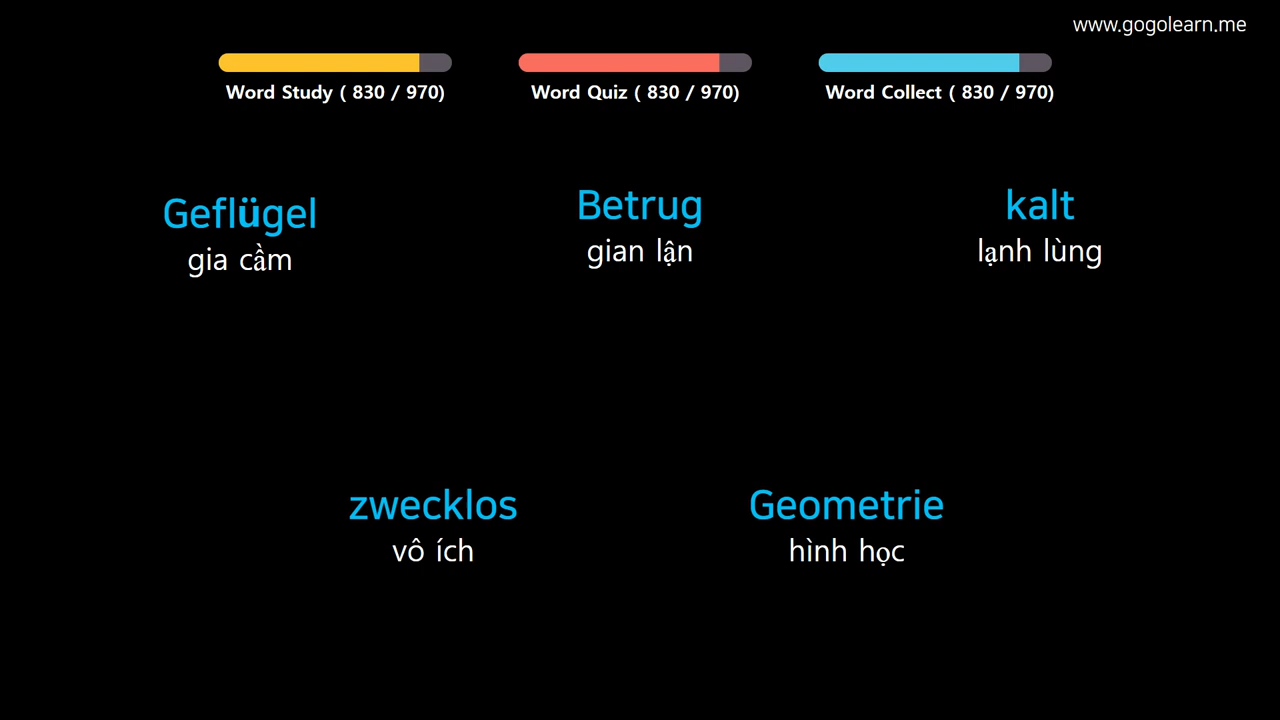 www.gogolearn.me
Word Study ( 830 / 970)
Word Quiz ( 830 / 970)
Word Collect ( 830 / 970)
Geflügel
gia cầm
Betrug
gian lận
kalt
lạnh lùng
zwecklos
vô ích
Geometrie
hình học